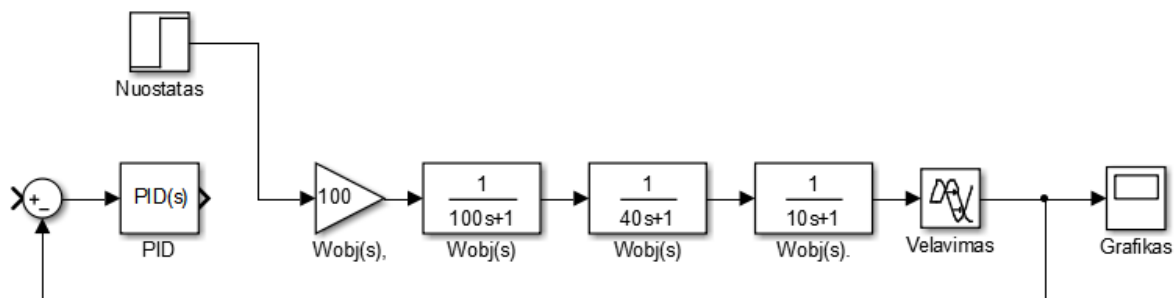 Nuostatas
+
−
PID(s)
PID
100
Wobj(s),
1
100s+1
Wobj(s)
1
40s+1
Wobj(s)
1
10s+1
Wobj(s).
Velavimas
Grafikas